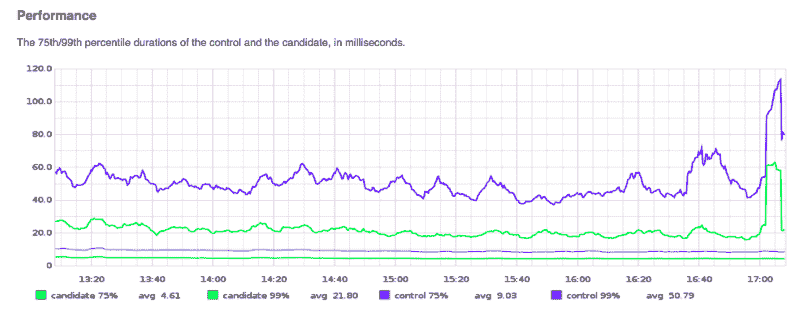 Performance
The 75th/99th percentile durations of the control and the candidate, in milliseconds.
120.0
100.0
80.0
60.0
40.0
20.0
0
13:20 13:40 14:00 14:20 14:40 15:00 15:20 15:40 16:00 16:20 16:40 17:00
candidate 75% avg 4.61 candidate 99% avg 21.80 control 75% avg 9.03 control 99% avg 50.79